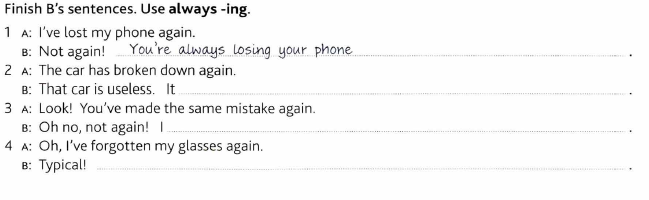 Finish B's sentences. Use always -ing.
1 A: I've lost my phone again.
B: Not again! You're always losing your phone.
2 A: The car has broken down again.
B: That car is useless. It .
3 A: Look! You've made the same mistake again.
B: Oh no, not again! I .
4 A: Oh, I've forgotten my glasses again.
B: Typical! .